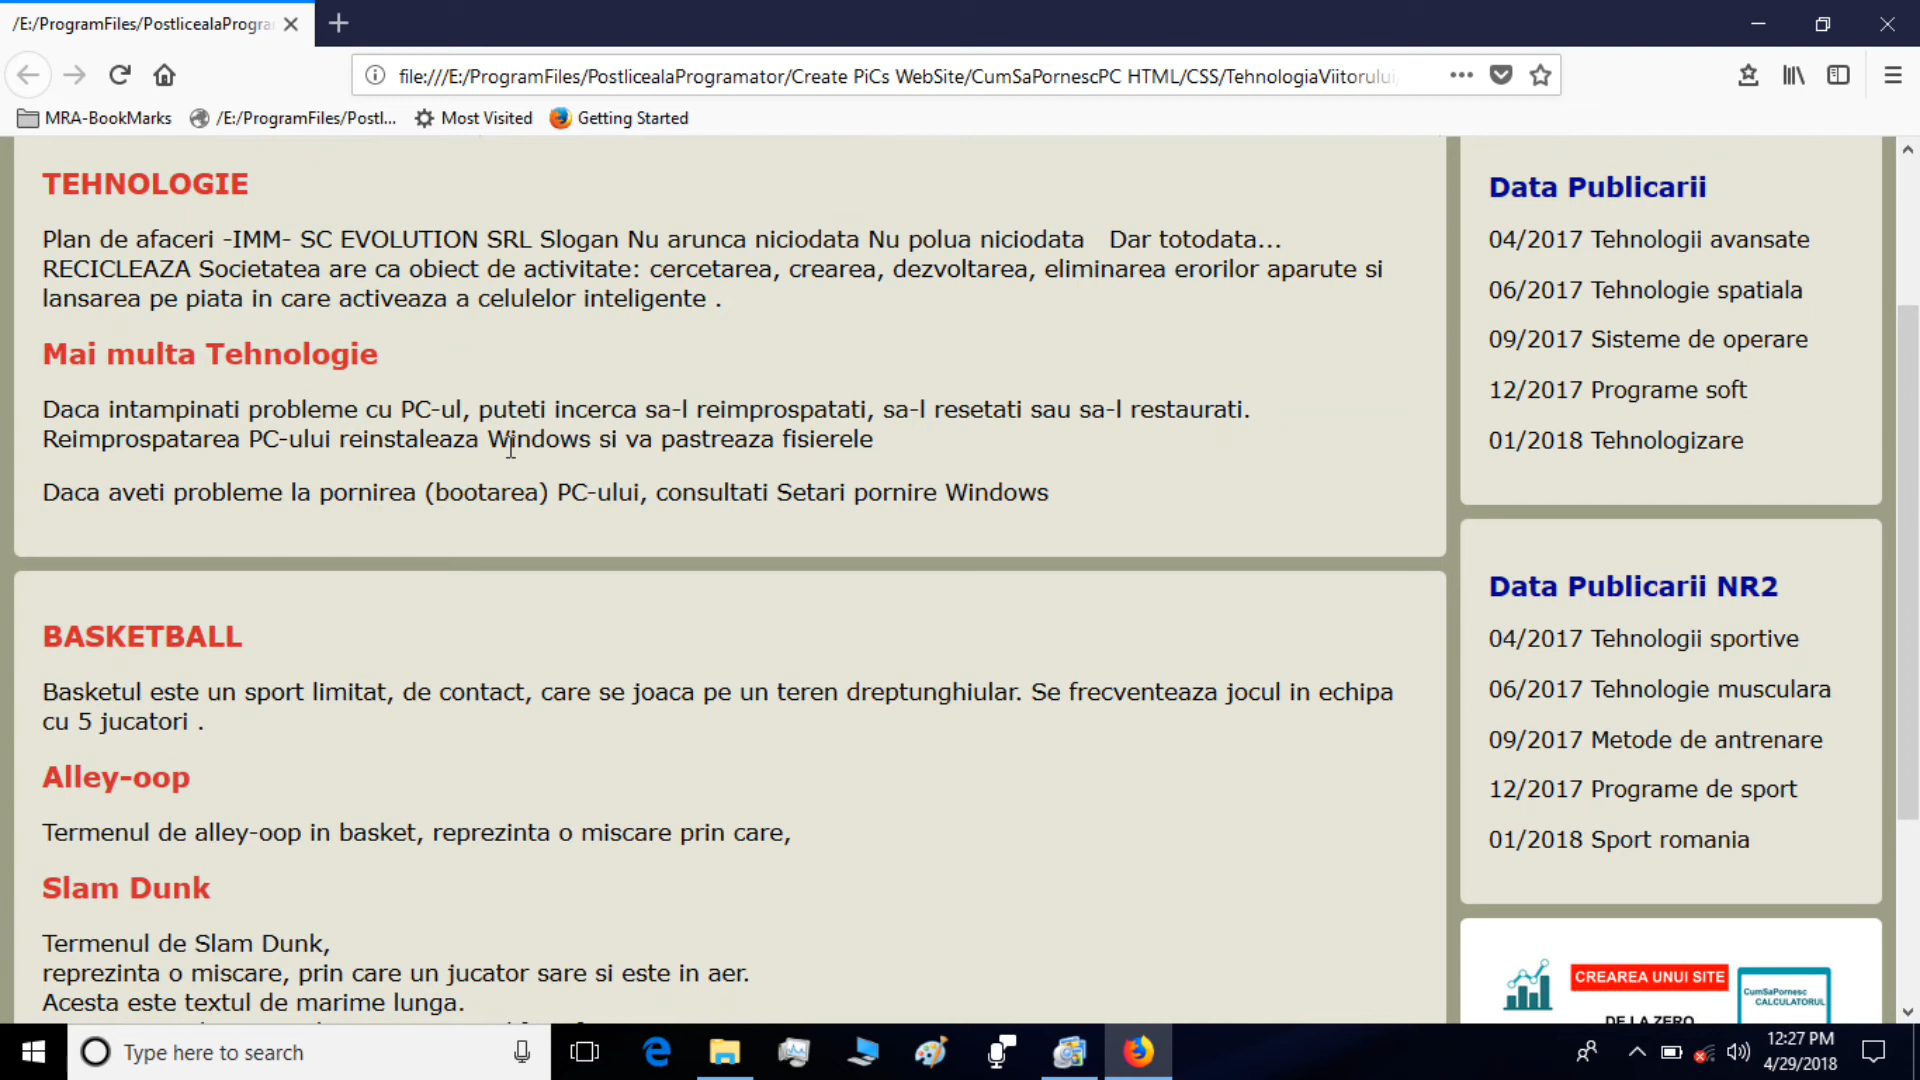 /E:/ProgramFiles/PostlicealaProgra
file:///E:/ProgramFiles/PostlicealaProgramator/Create PiCs WebSite/CumSaPornescPC HTML/CSS/TehnologiaViitorului,
MRA-BookMarks
/E:/ProgramFiles/Postl...
Most Visited
Getting Started
TEHNOLOGIE
Plan de afaceri -IMM- SC EVOLUTION SRL Slogan Nu arunca niciodata Nu polua niciodata Dar totodata...
RECICLEAZA Societatea are ca obiect de activitate: cercetarea, crearea, dezvoltarea, eliminarea erorilor aparute si
lansarea pe piata in care activeaza a celulelor inteligente .
Mai multa Tehnologie
Daca intampinati probleme cu PC-ul, puteti incerca sa-l reimprospatati, sa-l resetati sau sa-l restaurati.
Reimprospatarea PC-ului reinstaleaza Windows si va pastreaza fisierele
Daca aveti probleme la pornirea (bootarea) PC-ului, consultati Setari pornire Windows
BASKETBALL
Basketul este un sport limitat, de contact, care se joaca pe un teren dreptunghiular. Se frecventeaza jocul in echipa
cu 5 jucatori .
Alley-oop
Termenul de alley-oop in basket, reprezinta o miscare prin care,
Slam Dunk
Termenul de Slam Dunk,
reprezinta o miscare, prin care un jucator sare si este in aer.
Acesta este textul de marime lunga.
Data Publicarii
04/2017 Tehnologii avansate
06/2017 Tehnologie spatiala
09/2017 Sisteme de operare
12/2017 Programe soft
01/2018 Tehnologizare
Data Publicarii NR2
04/2017 Tehnologii sportive
06/2017 Tehnologie musculara
09/2017 Metode de antrenare
12/2017 Programe de sport
01/2018 Sport romania
CREAREA UNUI SITE
DE LA ZERO
CumSaPornesc
CALCULATORUL
Type here to search
12:27 PM
4/29/2018